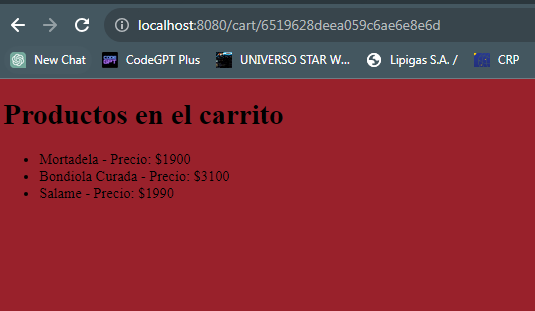 localhost:8080/cart/6519628deea059c6ae6e8e6d
New Chat CodeGPT Plus UNIVERSO STAR W... Lipigas S.A. / CRP
Productos en el carrito
Mortadela - Precio: $1900
Bondiola Curada - Precio: $3100
Salame - Precio: $1990